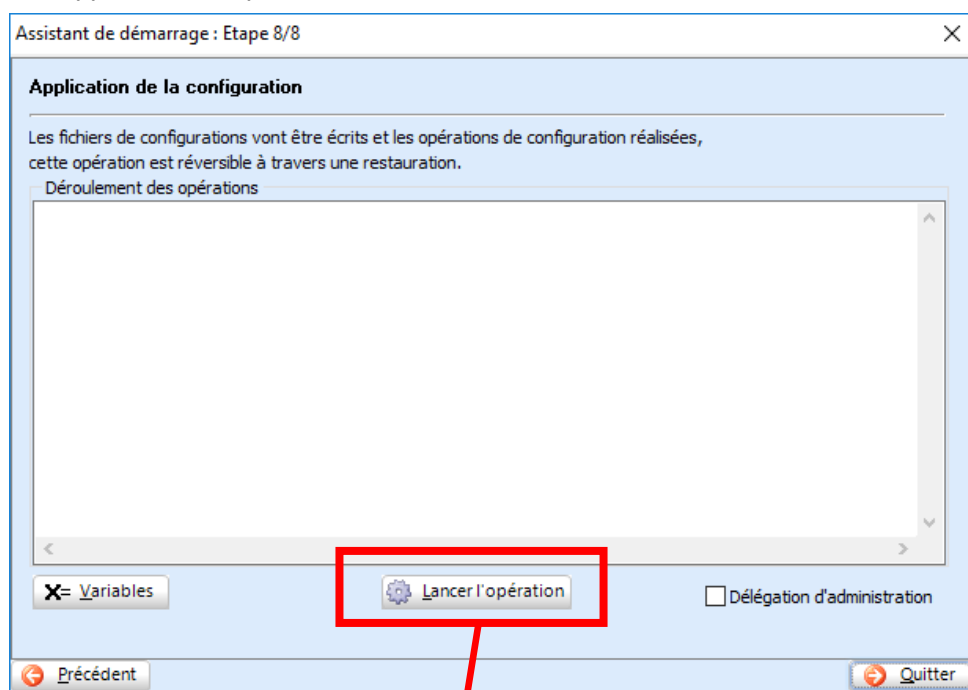 Assistant de démarrage : Etape 8/8
Application de la configuration
Les fichiers de configurations vont être écrits et les opérations de configuration réalisées,
cette opération est réversible à travers une restauration.
Déroulement des opérations
X= Variables
Lancer l'opération
Délégation d'administration
Précédent
Quitter